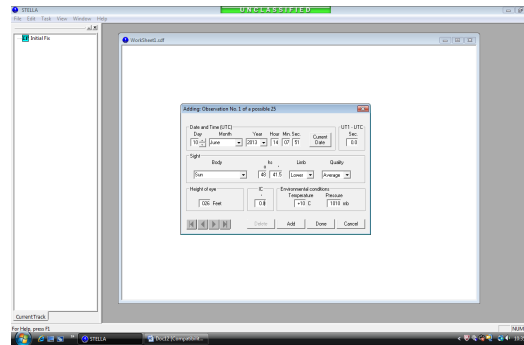 STELLA
UNCLASSIFIED
File Edit Task View Window Help
Initial Fix
WorkSheet1.sdf
Adding: Observation No. 1 of a possible 25
Date and Time (UTC)
Day Month Year Hour Min. Sec.
UT1 - UTC
Sec.
10 June 2013 14 07 51
Current Date
0.0
Sight
Body hs Limb Quality
° '
Sun 48 41.5 Lower Average
Height of eye
IC
Environmental conditions
'
Temperature Pressure
026 Feet
0.0
+10 C
1010 mb
Delete Add Done Cancel
Current Track
For Help, press F1
NUM
STELLA
Doc12 [Compatibilit...